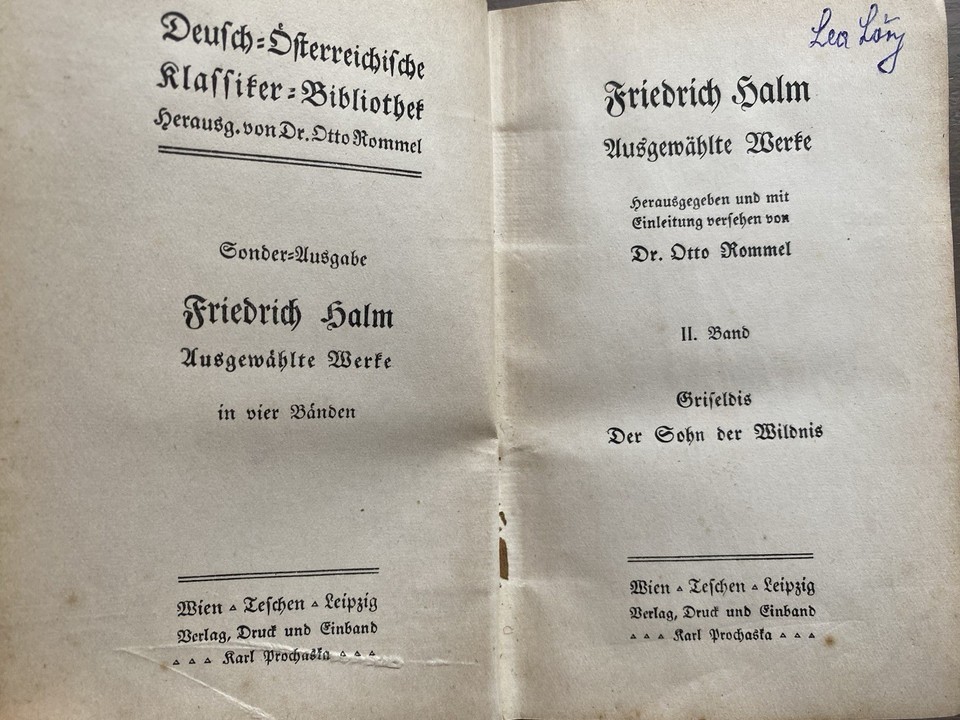 Deusch=Österreichische
Klassiker=Bibliothek
Herausg. von Dr. Otto Rommel
Sonder=Ausgabe
Friedrich Halm
Ausgewählte Werke
in vier Bänden
Wien ▵ Teschen ▵ Leipzig
Verlag, Druck und Einband
▵ ▵ ▵ Karl Prochaska ▵ ▵ ▵
Lea
Friedrich Halm
Ausgewählte Werke
Herausgegeben und mit
Einleitung versehen von
Dr. Otto Rommel
II. Band
Griseldis
Der Sohn der Wildnis
Wien ▵ Teschen ▵ Leipzig
Verlag, Druck und Einband
▵ ▵ ▵ Karl Prochaska ▵ ▵ ▵